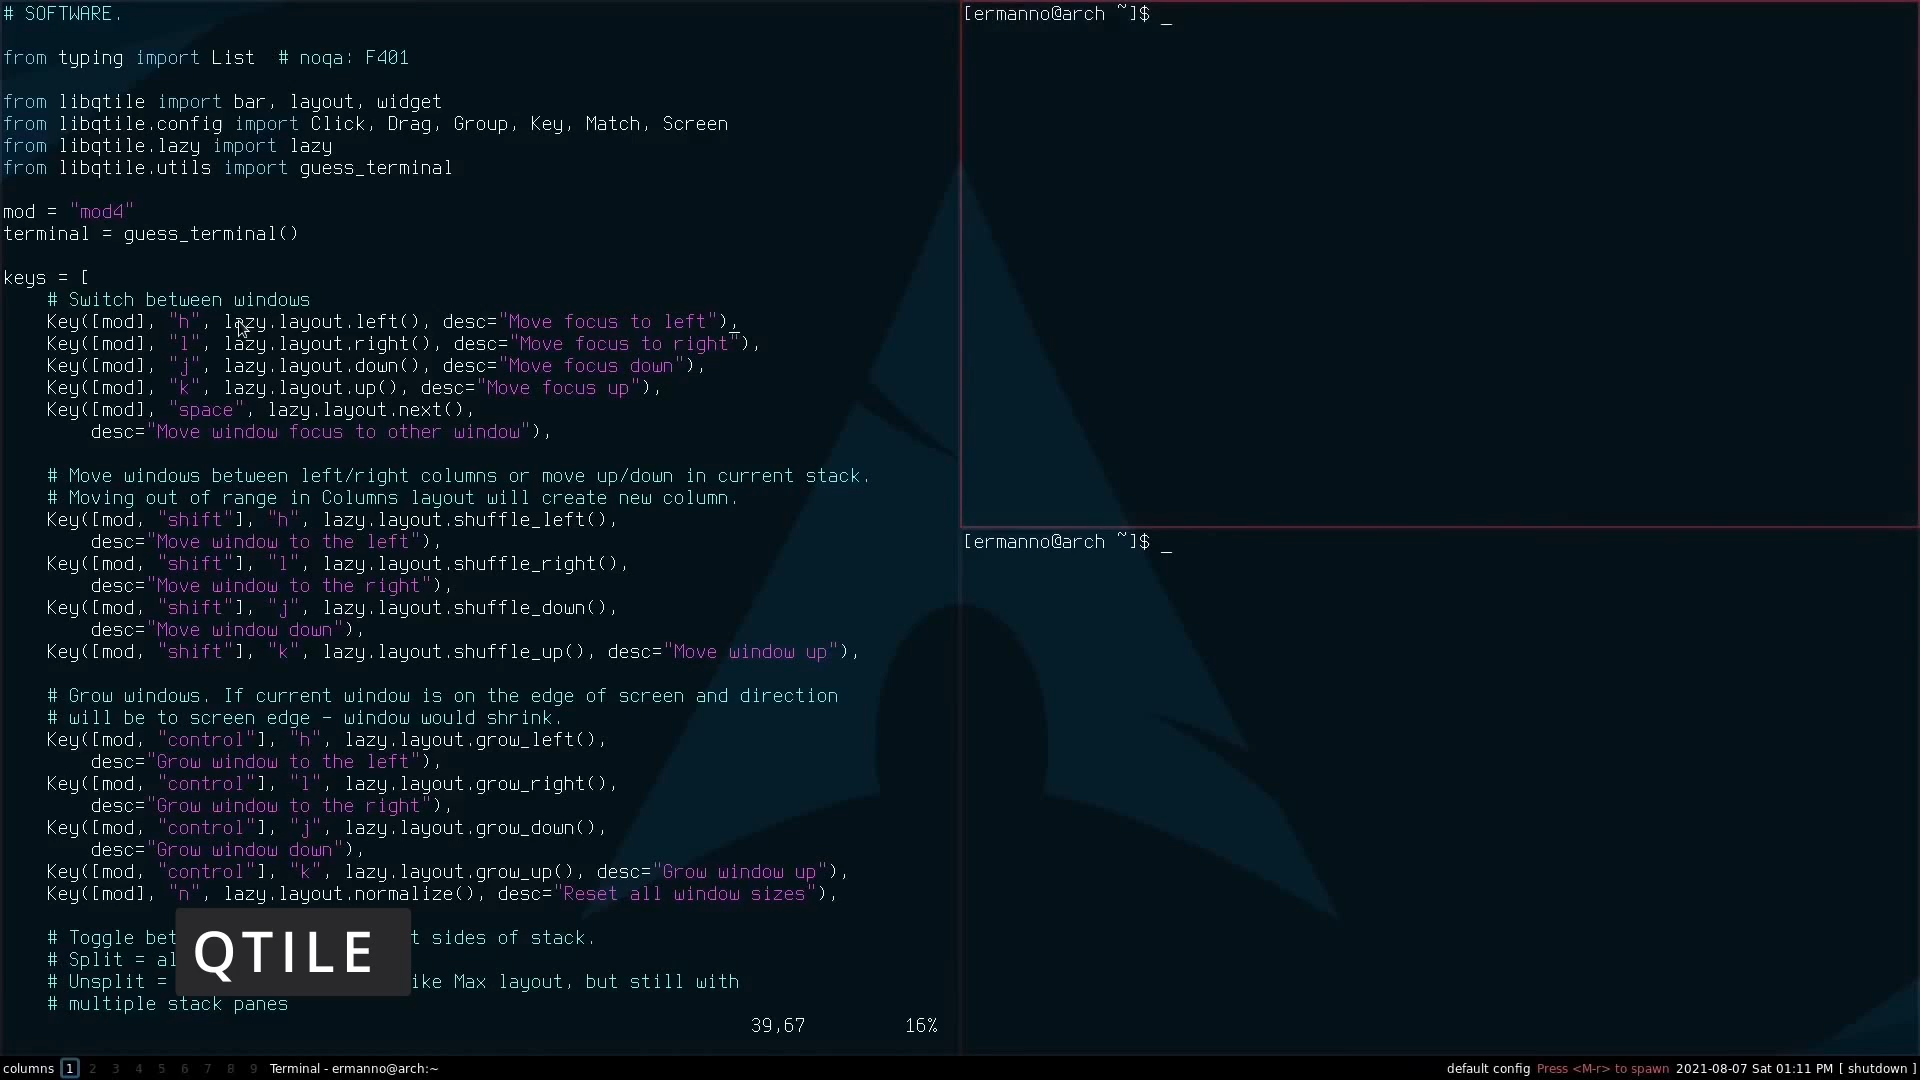 # SOFTWARE.
from typing import List  # noqa: F401
from libqtile import bar, layout, widget
from libqtile.config import Click, Drag, Group, Key, Match, Screen
from libqtile.lazy import lazy
from libqtile.utils import guess_terminal
mod = "mod4"
terminal = guess_terminal()
keys = [
    # Switch between windows
    Key([mod], "h", lazy.layout.left(), desc="Move focus to left"),
    Key([mod], "l", lazy.layout.right(), desc="Move focus to right"),
    Key([mod], "j", lazy.layout.down(), desc="Move focus down"),
    Key([mod], "k", lazy.layout.up(), desc="Move focus up"),
    Key([mod], "space", lazy.layout.next(),
        desc="Move window focus to other window"),
    # Move windows between left/right columns or move up/down in current stack.
    # Moving out of range in Columns layout will create new column.
    Key([mod, "shift"], "h", lazy.layout.shuffle_left(),
        desc="Move window to the left"),
    Key([mod, "shift"], "l", lazy.layout.shuffle_right(),
        desc="Move window to the right"),
    Key([mod, "shift"], "j", lazy.layout.shuffle_down(),
        desc="Move window down"),
    Key([mod, "shift"], "k", lazy.layout.shuffle_up(), desc="Move window up"),
    # Grow windows. If current window is on the edge of screen and direction
    # will be to screen edge - window would shrink.
    Key([mod, "control"], "h", lazy.layout.grow_left(),
        desc="Grow window to the left"),
    Key([mod, "control"], "l", lazy.layout.grow_right(),
        desc="Grow window to the right"),
    Key([mod, "control"], "j", lazy.layout.grow_down(),
        desc="Grow window down"),
    Key([mod, "control"], "k", lazy.layout.grow_up(), desc="Grow window up"),
    Key([mod], "n", lazy.layout.normalize(), desc="Reset all window sizes"),
    # Toggle bet t sides of stack.
    # Split = al
    # Unsplit = ike Max layout, but still with
    # multiple stack panes
39,67 16%
QTILE
[ermanno@arch ~]$ _
[ermanno@arch ~]$ _
columns 1 2 3 4 5 6 7 8 9 Terminal - ermanno@arch:~ default config Press <M-r> to spawn 2021-08-07 Sat 01:11 PM [ shutdown ]